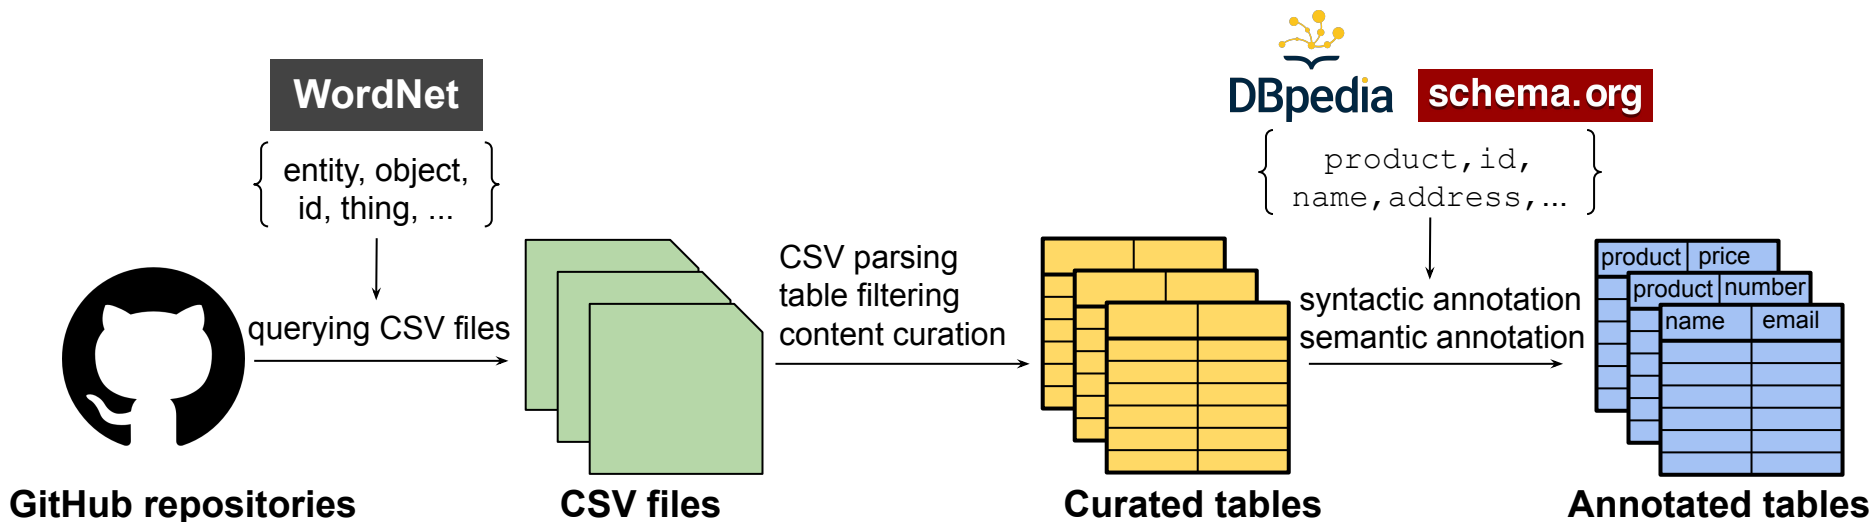 WordNet
entity, object,
id, thing, ...
querying CSV files
GitHub repositories
CSV files
CSV parsing
table filtering
content curation
Curated tables
DBpedia
schema.org
product,id,
name,address,...
syntactic annotation
semantic annotation
product price
product number
name email
Annotated tables